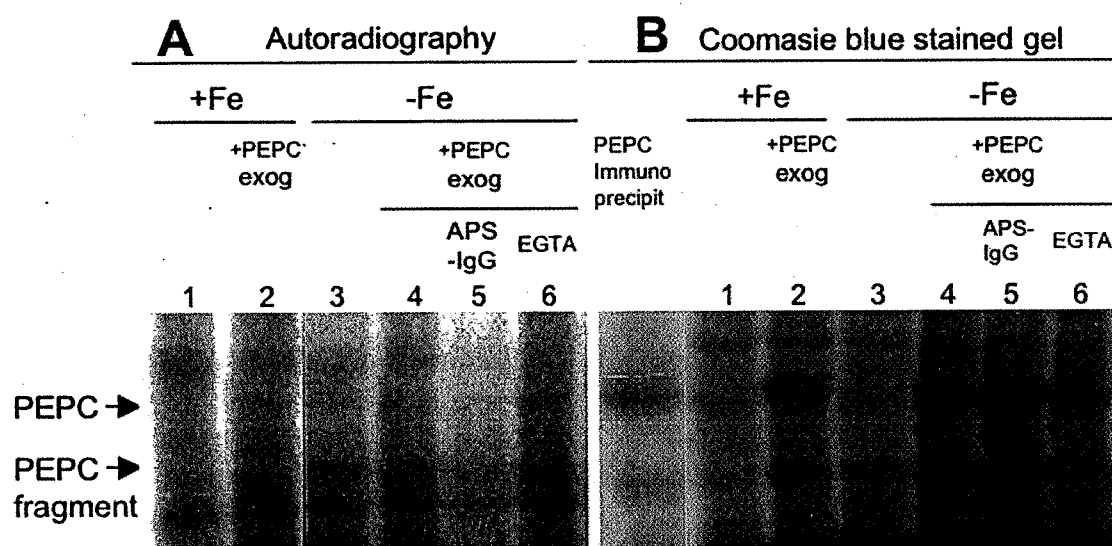 A Autoradiography
B Coomasie blue stained gel
+Fe -Fe
+Fe -Fe
+PEPC
exog
+PEPC
exog
PEPC
Immuno
precipit
+PEPC
exog
+PEPC
exog
APS
-IgG
EGTA
APS-
IgG
EGTA
1 2 3 4 5 6
1 2 3 4 5 6
PEPC
PEPC
fragment